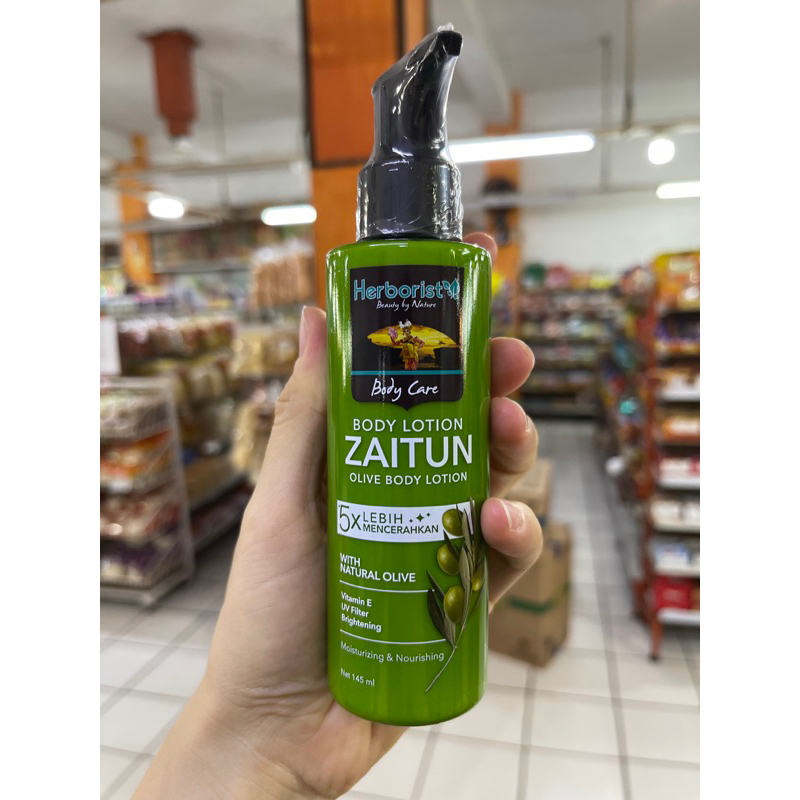 Herborist
Beauty by Nature
Body Care
BODY LOTION
ZAITUN
OLIVE BODY LOTION
5x LEBIH
MENCERAHKAN
WITH
NATURAL OLIVE
Vitamin E
UV Filter
Brightening
Moisturizing & Nourishing
Net 145 ml